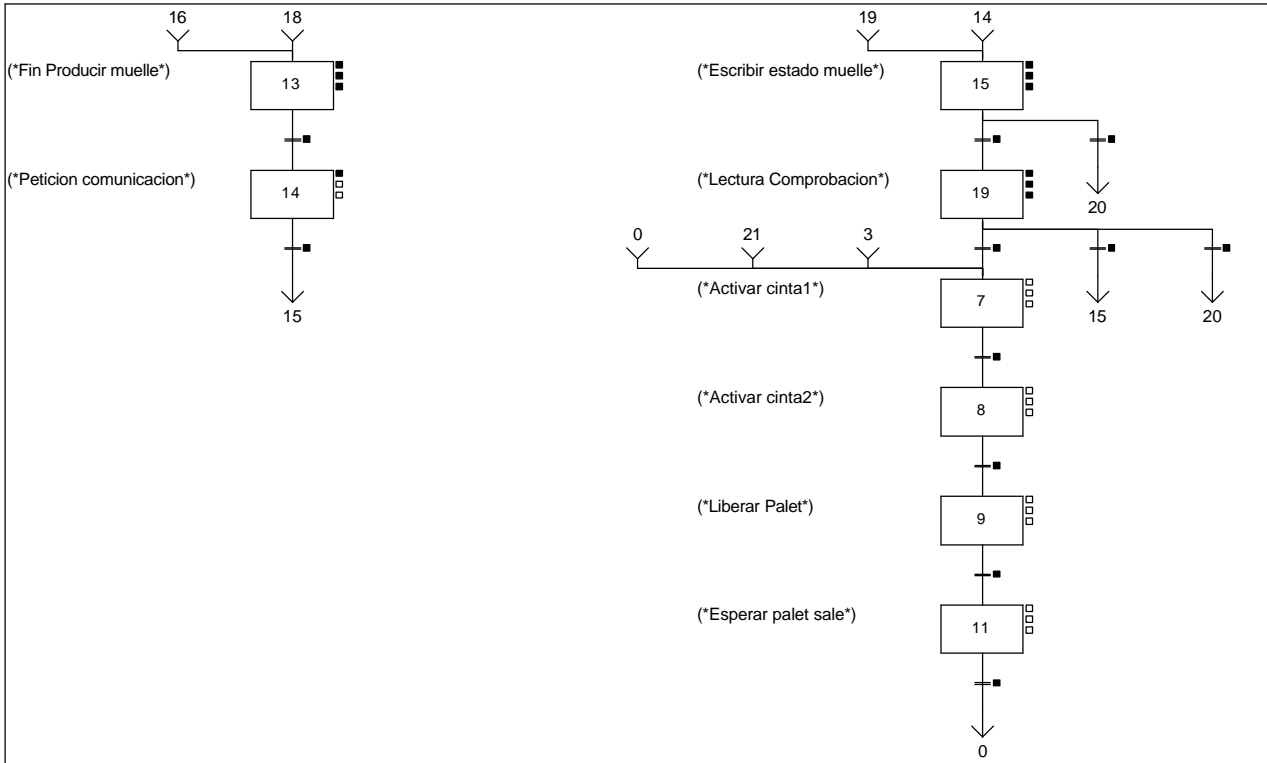 16 18 19 14
(*Fin Producir muelle*) 13 (*Escribir estado muelle*) 15
(*Peticion comunicacion*) 14 (*Lectura Comprobacion*) 19 20
0 21 3
(*Activar cinta1*) 7
15 15 20
(*Activar cinta2*) 8
(*Liberar Palet*) 9
(*Esperar palet sale*) 11
0